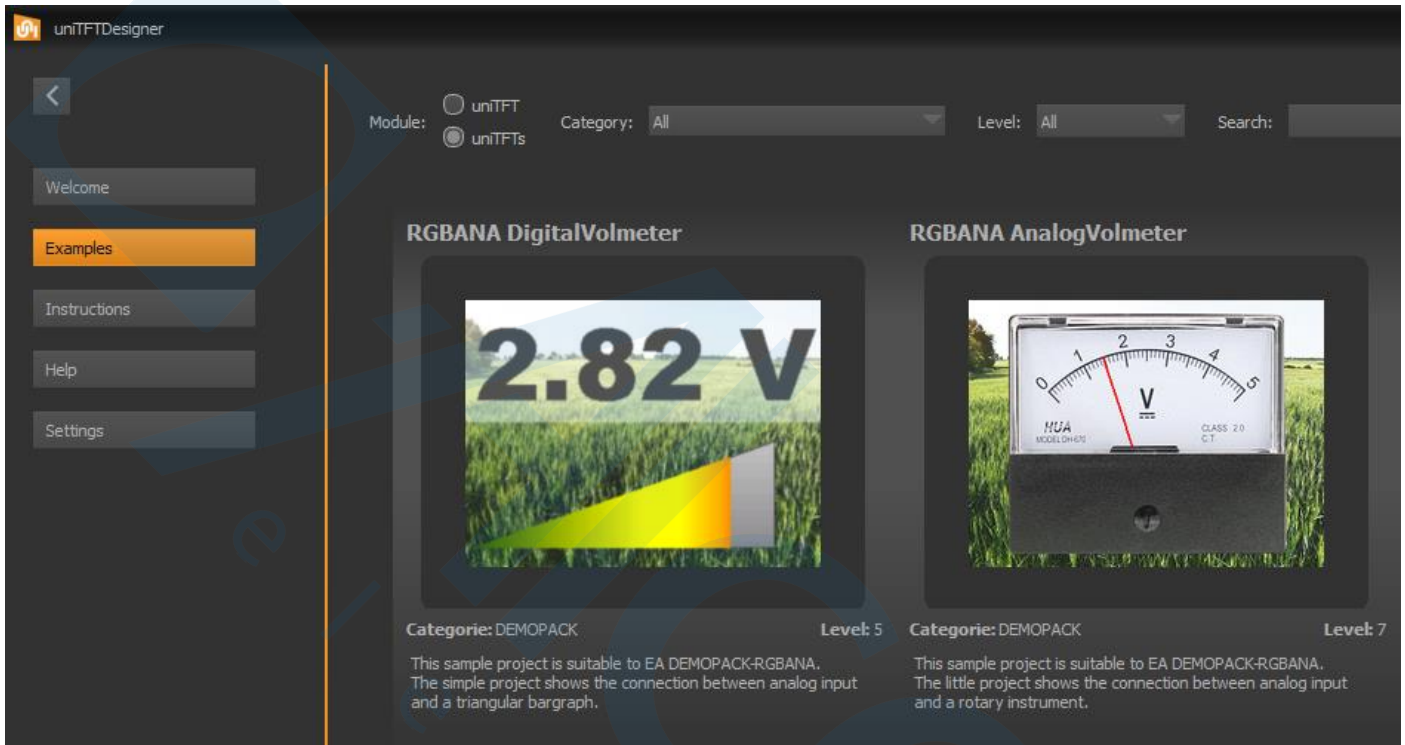 uniTFTDesigner
Module:
uniTFT
uniTFTs
Category: All
Level: All
Search:
Welcome
Examples
Instructions
Help
Settings
RGBANA DigitalVolmeter
2.82 V
Categorie: DEMOPACK Level: 5
This sample project is suitable to EA DEMOPACK-RGBANA.
The simple project shows the connection between analog input
and a triangular bargraph.
RGBANA AnalogVolmeter
0 1 2 3 4 5
V
HUA
MODEL DH-670
CLASS 2.0
C.T.
Categorie: DEMOPACK Level: 7
This sample project is suitable to EA DEMOPACK-RGBANA.
The little project shows the connection between analog input
and a rotary instrument.